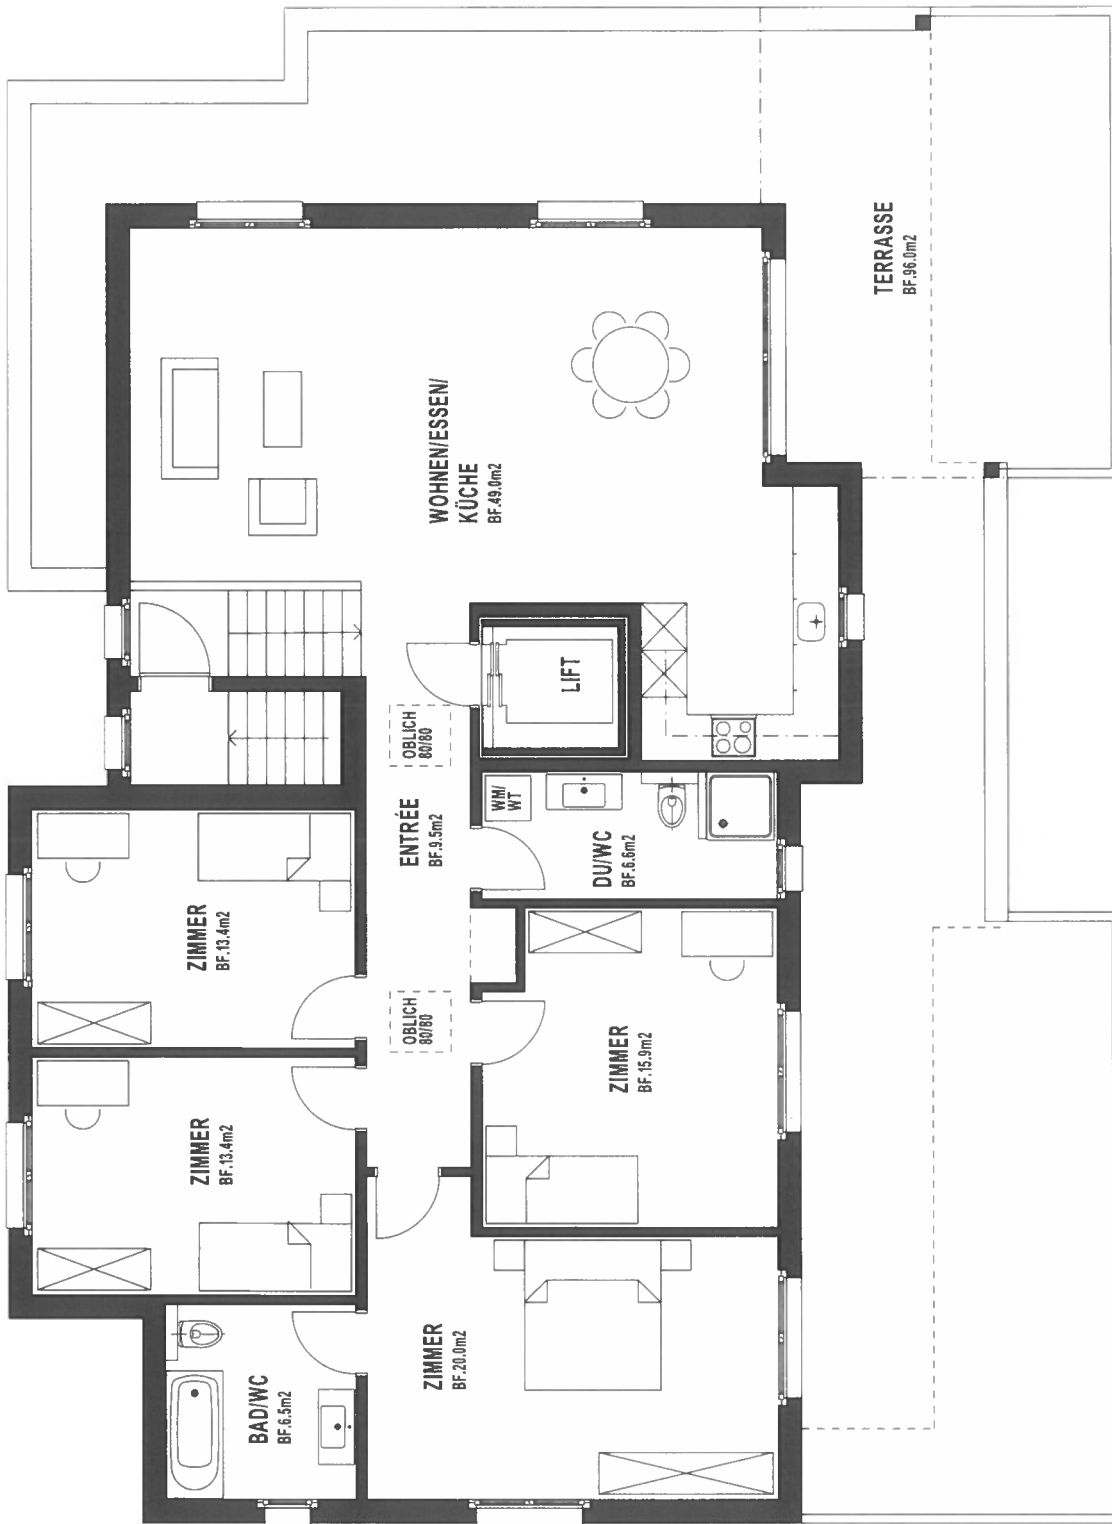 BAD/WC
BF.6.5m2
ZIMMER
BF.20.0m2
ZIMMER
BF.13.4m2
ZIMMER
BF.15.9m2
OBLICH
80/80
ZIMMER
BF.13.4m2
DU/WC
BF.6.6m2
WM/
WT
ENTRÉE
BF.9.5m2
OBLICH
80/80
LIFT
WOHNEN/ESSEN/
KÜCHE
BF.49.0m2
TERRASSE
BF.96.0m2